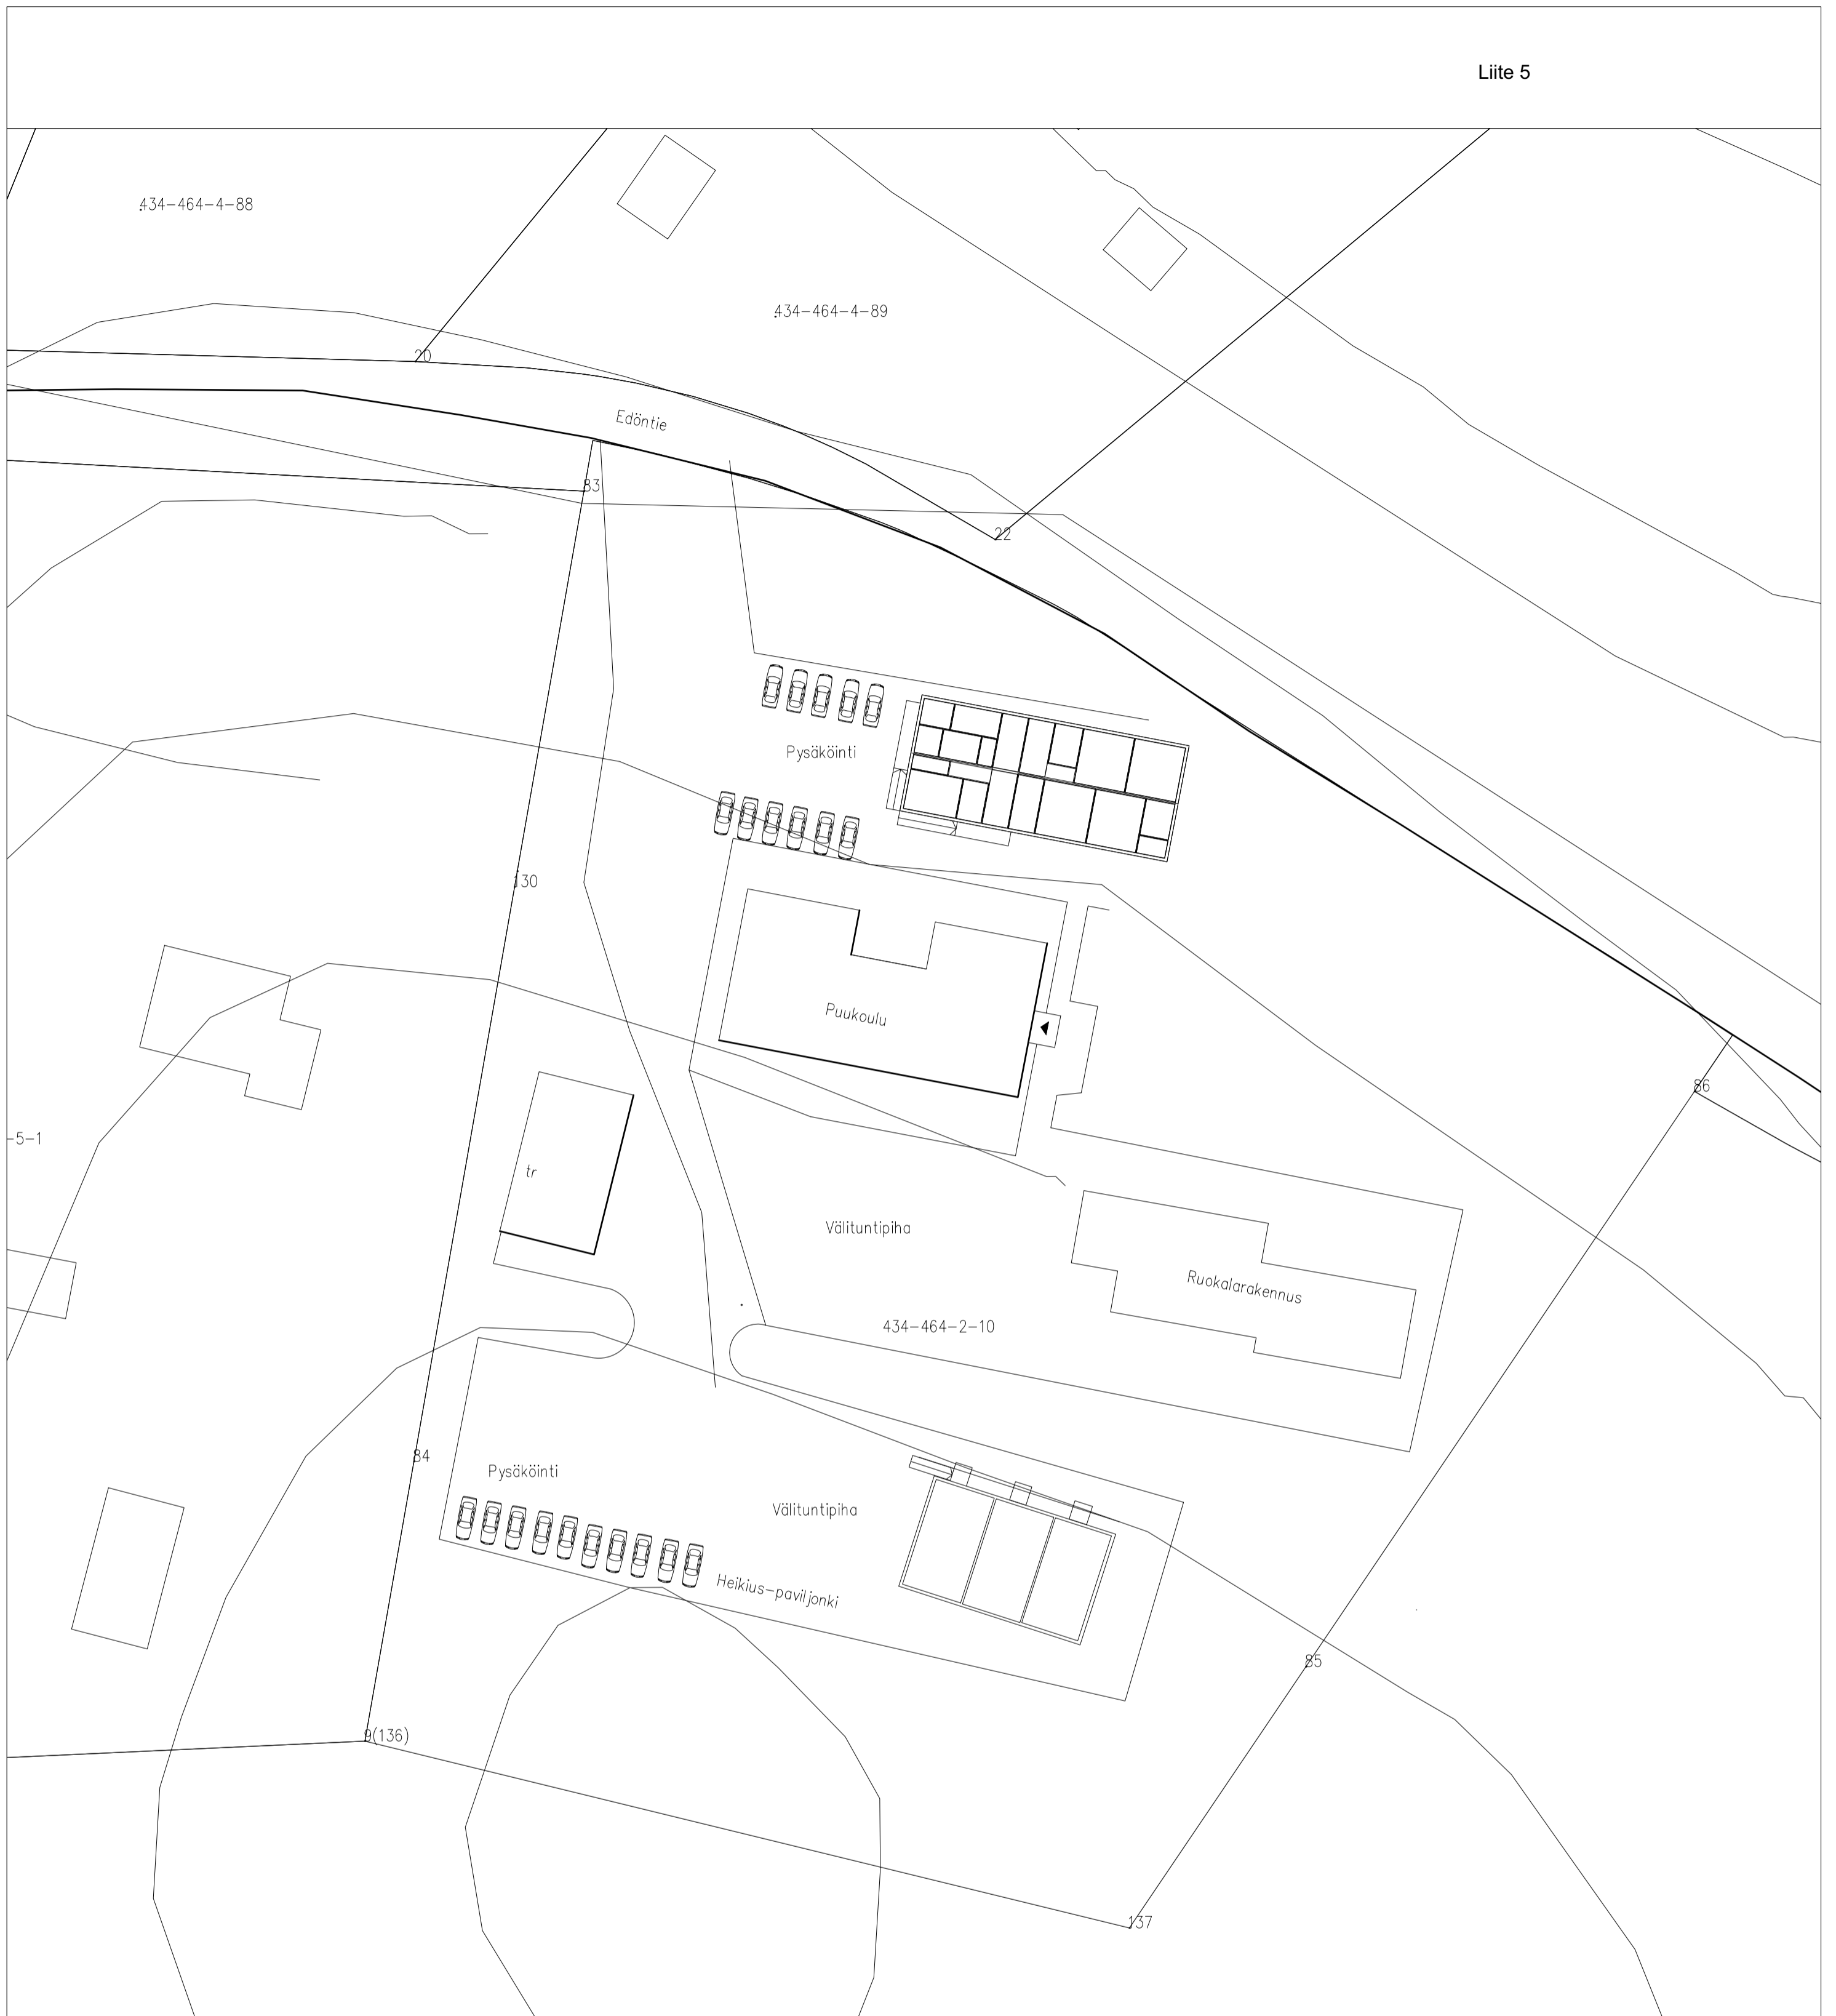 Liite 5
434-464-4-88
434-464-4-89
20
Edöntie
83
22
Pysäköinti
130
Puukoulu
86
-5-1
tr
Välituntipiha
Ruokalarakennus
434-464-2-10
84
Pysäköinti
Välituntipiha
Heikius-paviljonki
85
9(136)
137